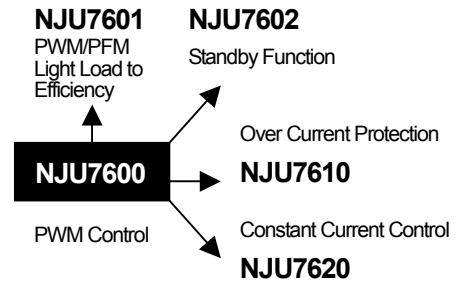 NJU7601
PWM/PFM
Light Load to
Efficiency
NJU7602
Standby Function
NJU7600
PWM Control
Over Current Protection
NJU7610
Constant Current Control
NJU7620